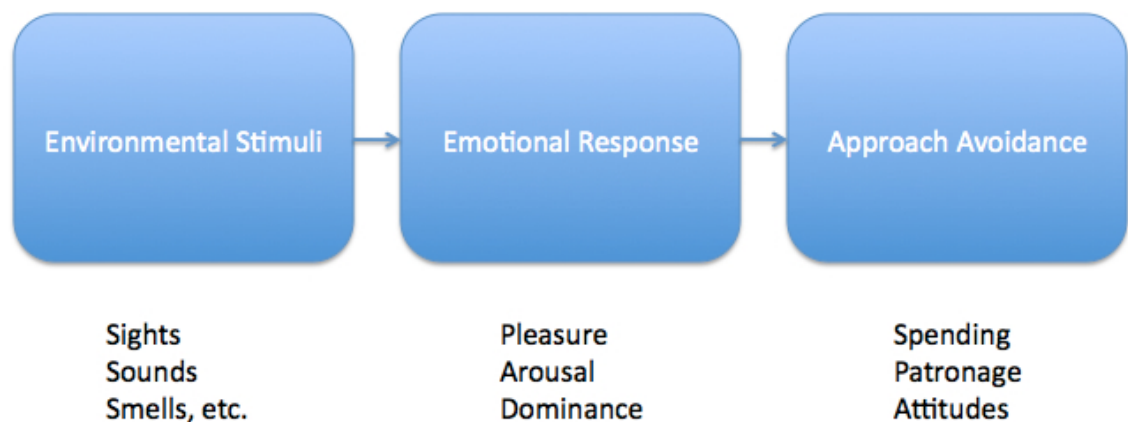 Environmental Stimuli
Emotional Response
Approach Avoidance
Sights
Sounds
Smells, etc.
Pleasure
Arousal
Dominance
Spending
Patronage
Attitudes